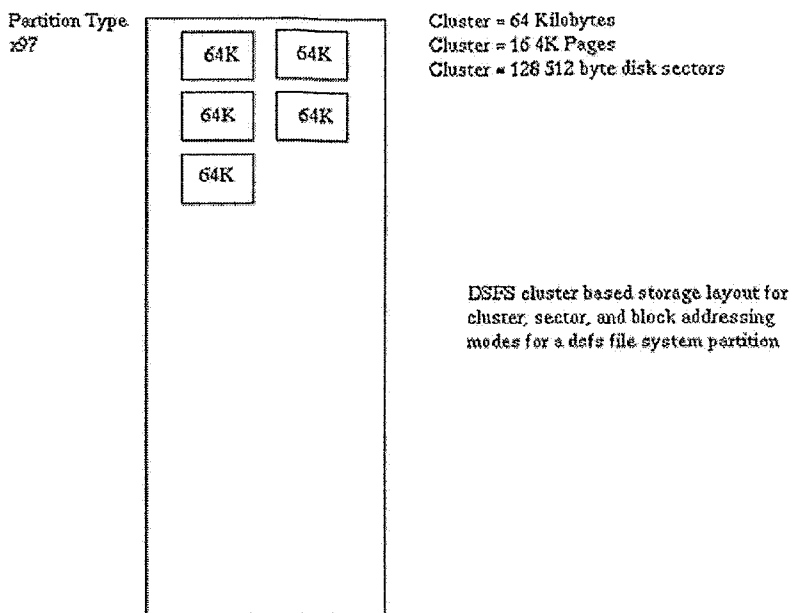 Partition Type
x97
64K 64K
64K 64K
64K
Cluster = 64 Kilobytes
Cluster = 16 4K Pages
Cluster = 128 512 byte disk sectors
DSFS cluster based storage layout for
cluster, sector, and block addressing
modes for a dsfs file system partition